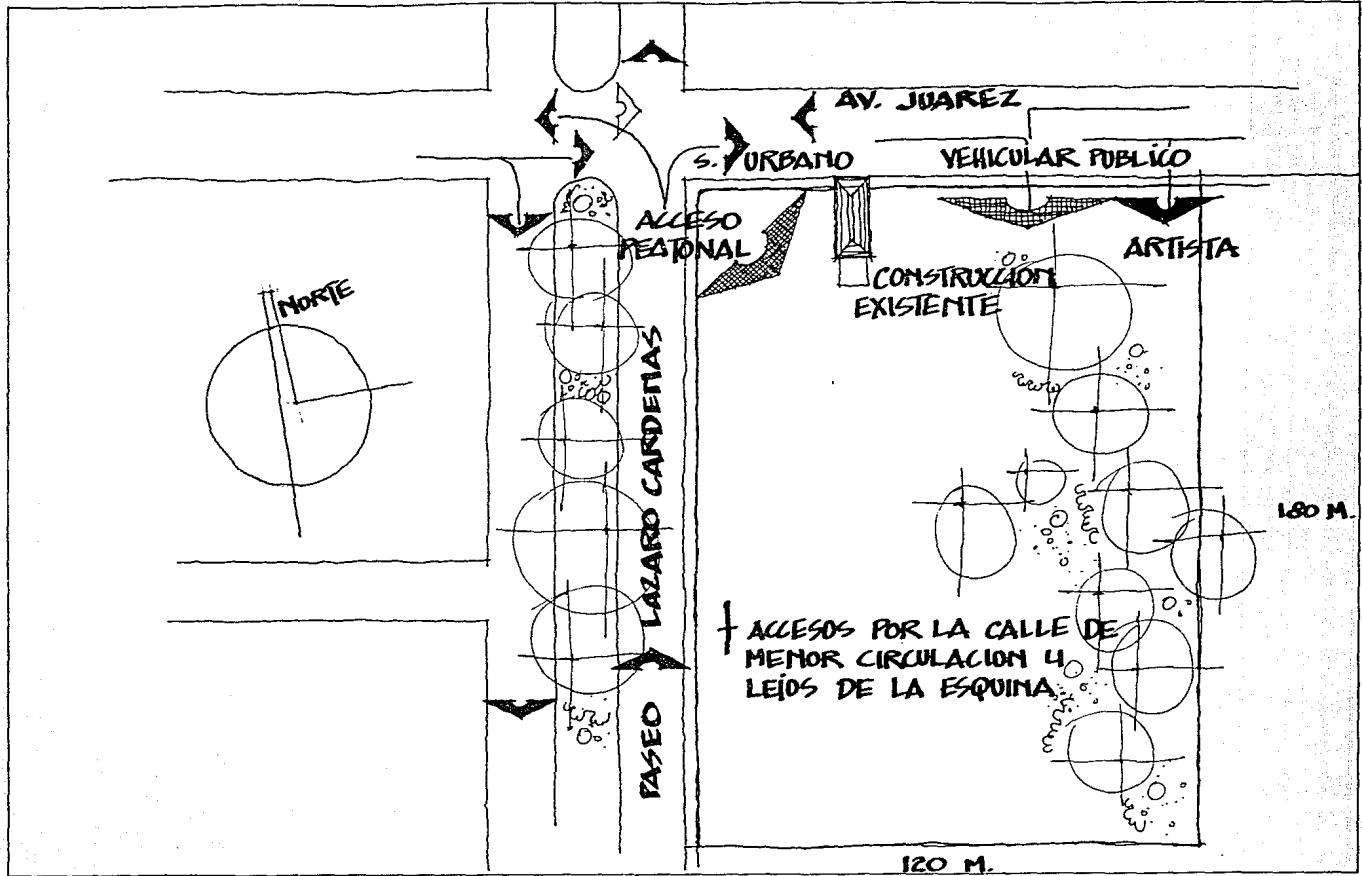 AV. JUAREZ
S. URBANO
VEHICULAR PUBLICO
ACCESO
PEATONAL
ARTISTA
CONSTRUCCION
EXISTENTE
NORTE
PASEO LAZARO CARDENAS
180 M.
ACCESOS POR LA CALLE DE
MENOR CIRCULACION Y
LEJOS DE LA ESQUINA
120 M.